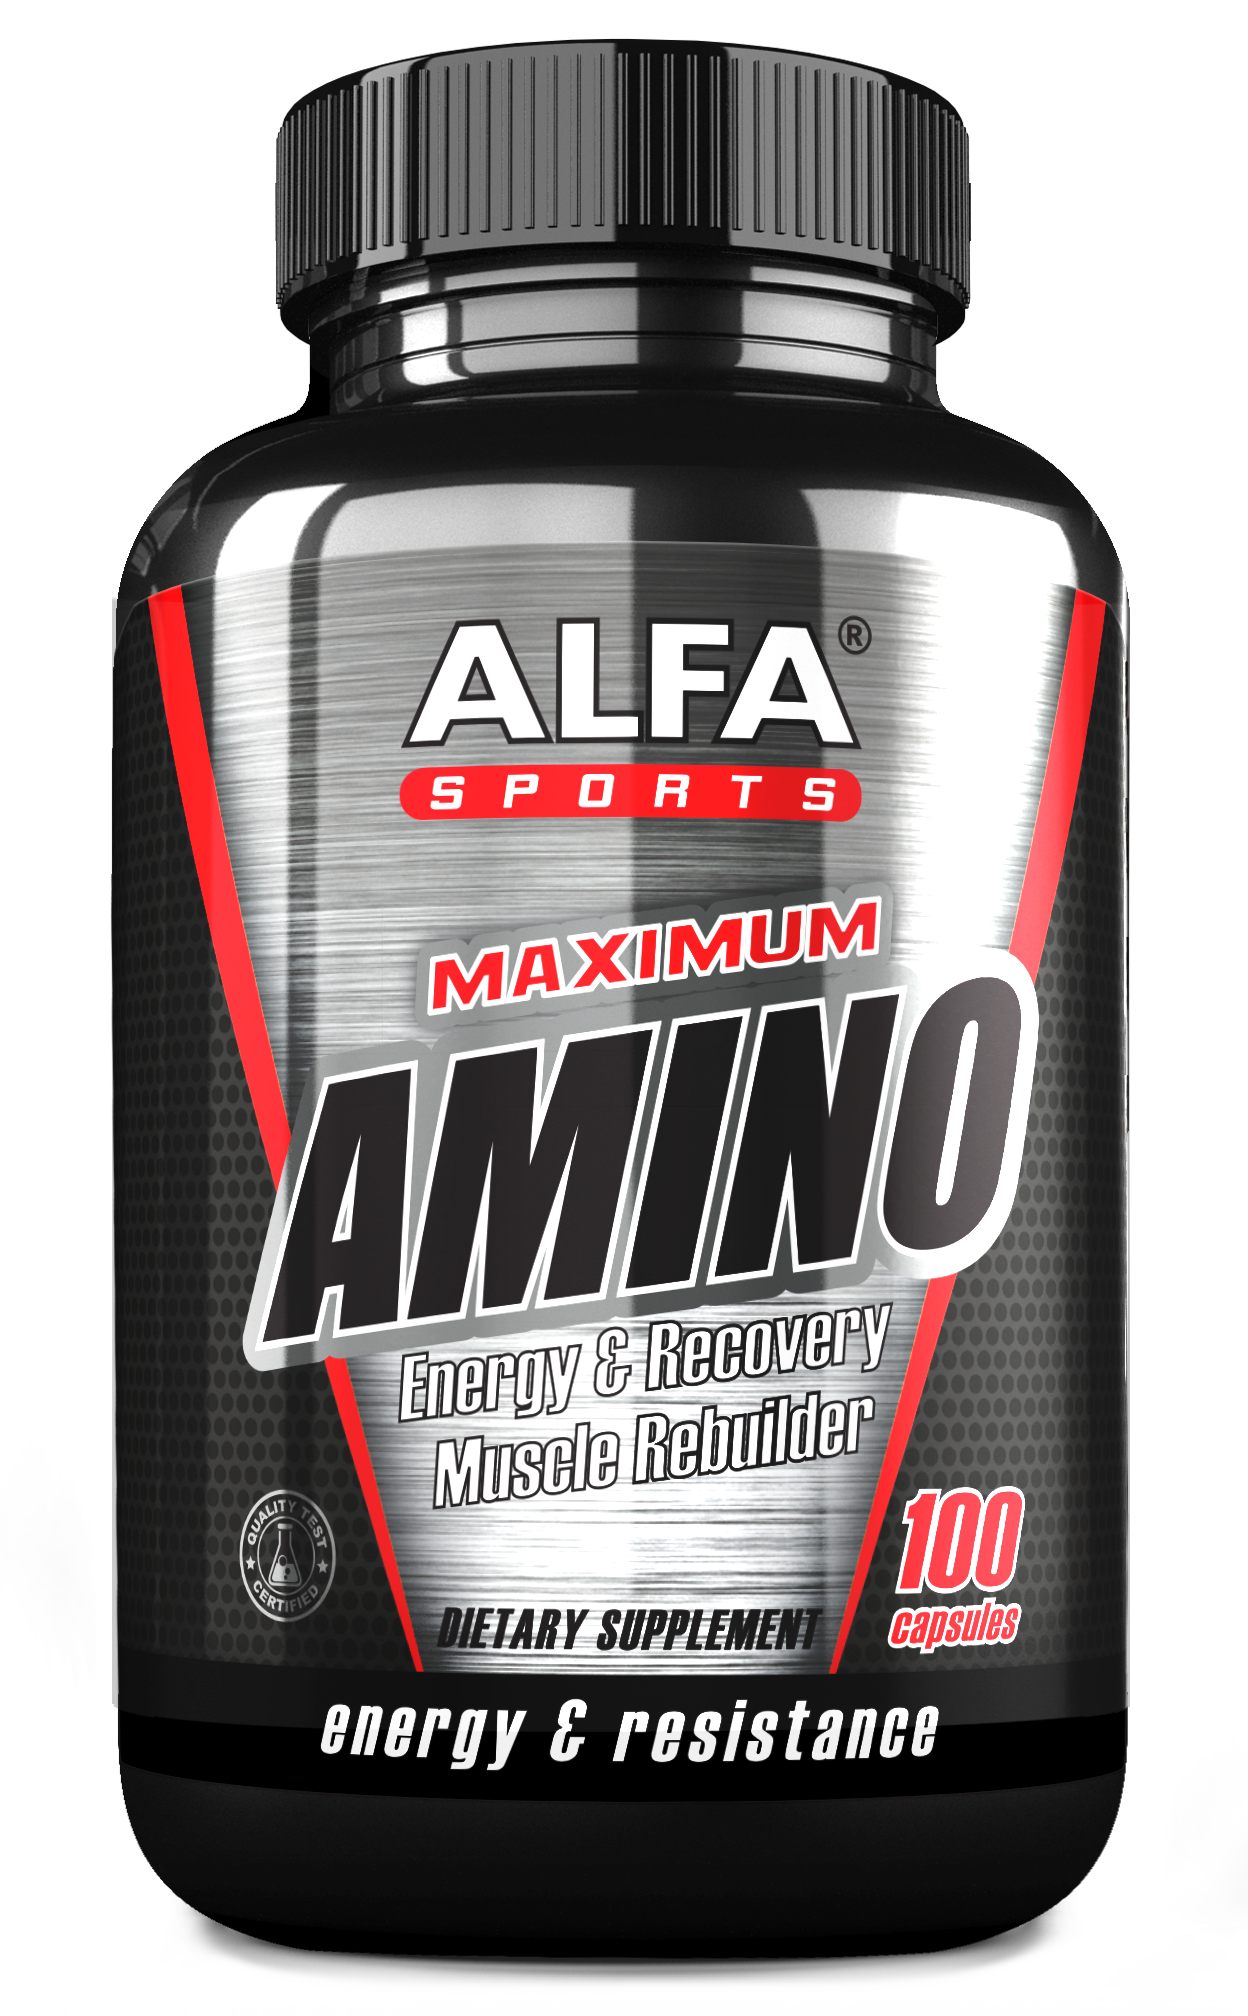 ALFA®
SPORTS
MAXIMUM
AMINO
Energy & Recovery
Muscle Rebuilder
QUALITY TEST
CERTIFIED
100
capsules
DIETARY SUPPLEMENT
energy & resistance